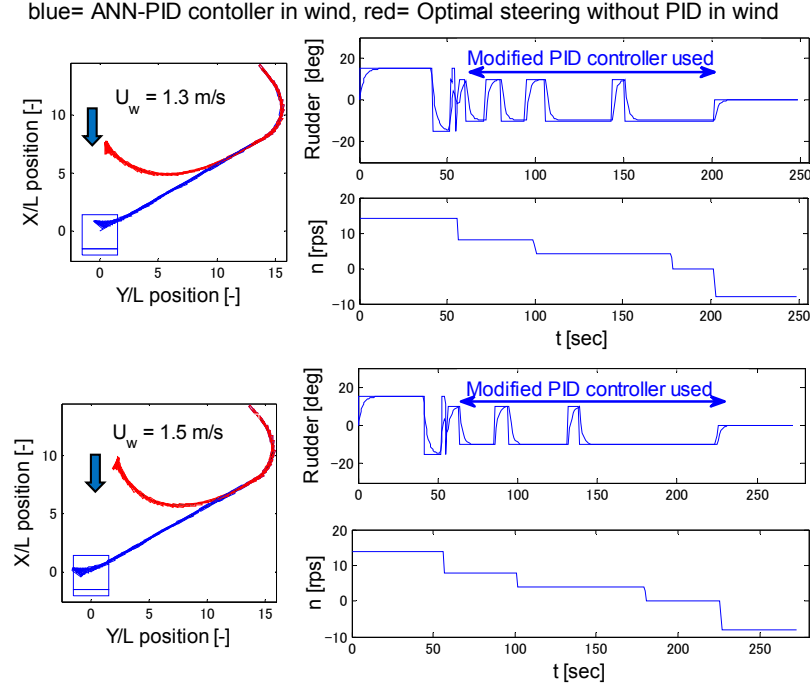 blue= ANN-PID contoller in wind, red= Optimal steering without PID in wind
U_w = 1.3 m/s
X/L position [-]
10
5
0
0 5 10 15
Y/L position [-]
Modified PID controller used
Rudder [deg]
20
0
-20
0 50 100 150 200 250
n [rps]
20
10
0
-10
0 50 100 150 200 250
t [sec]
U_w = 1.5 m/s
X/L position [-]
10
5
0
0 5 10 15
Y/L position [-]
Modified PID controller used
Rudder [deg]
20
0
-20
0 50 100 150 200 250
n [rps]
20
10
0
-10
0 50 100 150 200 250
t [sec]